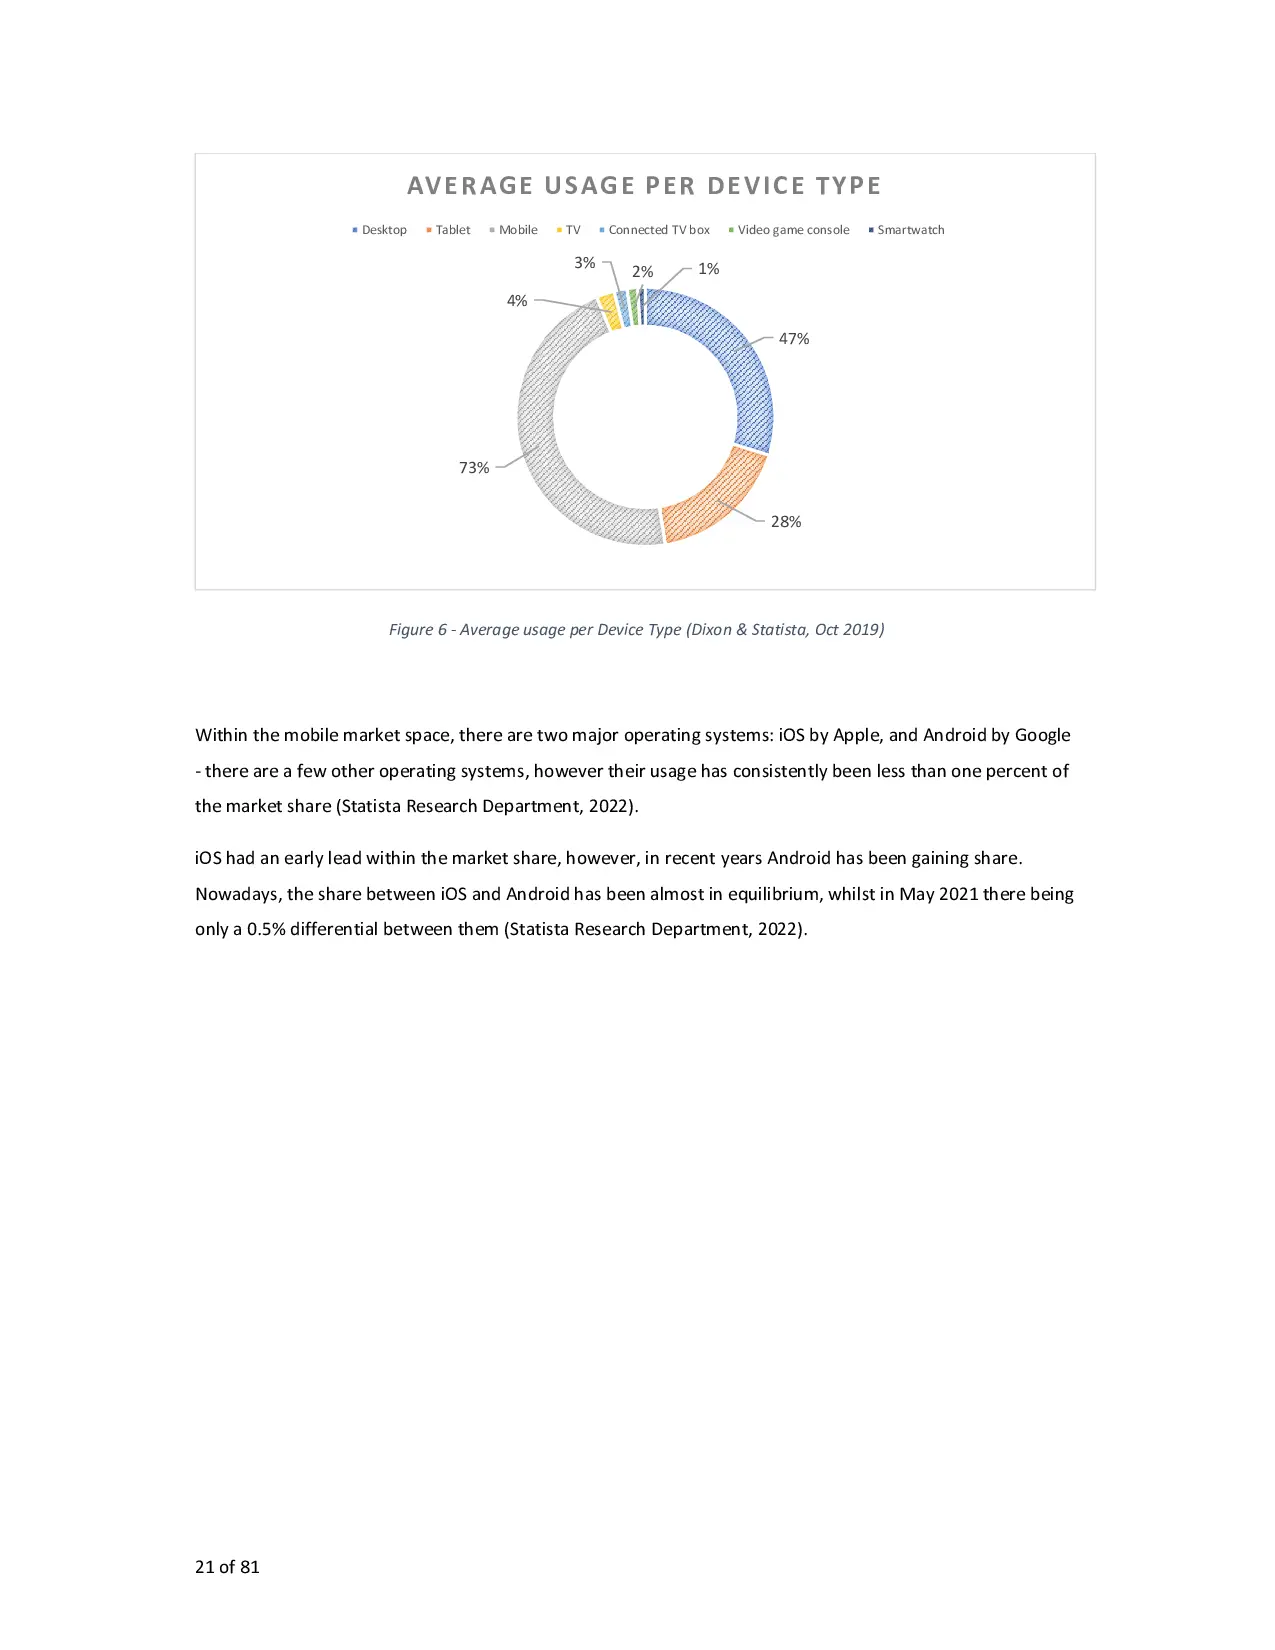 AVERAGE USAGE PER DEVICE TYPE
Desktop Tablet Mobile TV Connected TV box Video game console Smartwatch
3%
2%
1%
4%
47%
73%
28%
Figure 6 - Average usage per Device Type (Dixon & Statista, Oct 2019)
Within the mobile market space, there are two major operating systems: iOS by Apple, and Android by Google
- there are a few other operating systems, however their usage has consistently been less than one percent of
the market share (Statista Research Department, 2022).
iOS had an early lead within the market share, however, in recent years Android has been gaining share.
Nowadays, the share between iOS and Android has been almost in equilibrium, whilst in May 2021 there being
only a 0.5% differential between them (Statista Research Department, 2022).
21 of 81